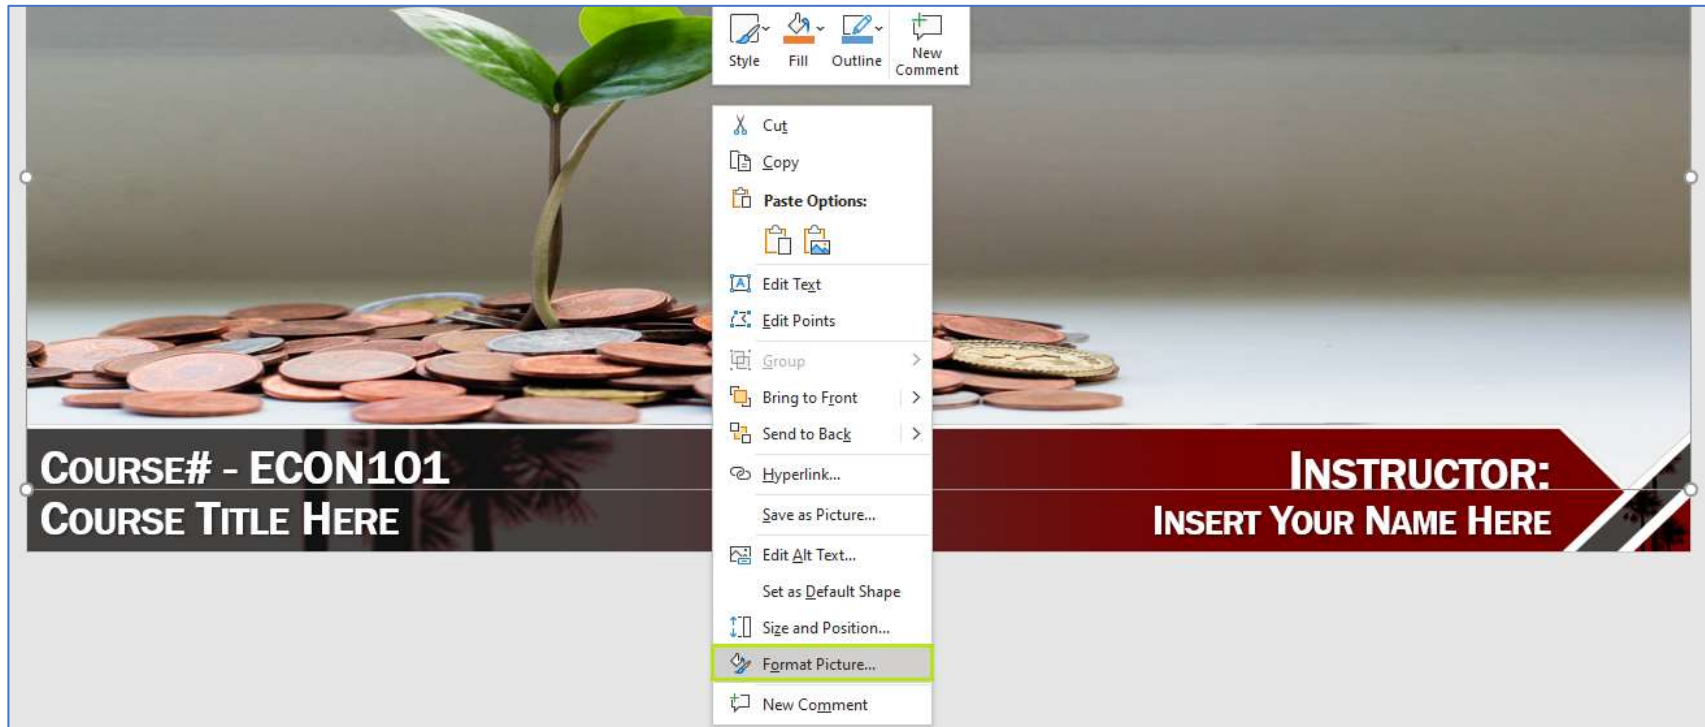 Style
Fill
Outline
New
Comment
Cut
Copy
Paste Options:
Edit Text
Edit Points
Group
Bring to Front
Send to Back
Hyperlink...
Save as Picture...
Edit Alt Text...
Set as Default Shape
Size and Position...
Format Picture...
New Comment
COURSE# - ECON101
COURSE TITLE HERE
INSTRUCTOR:
INSERT YOUR NAME HERE